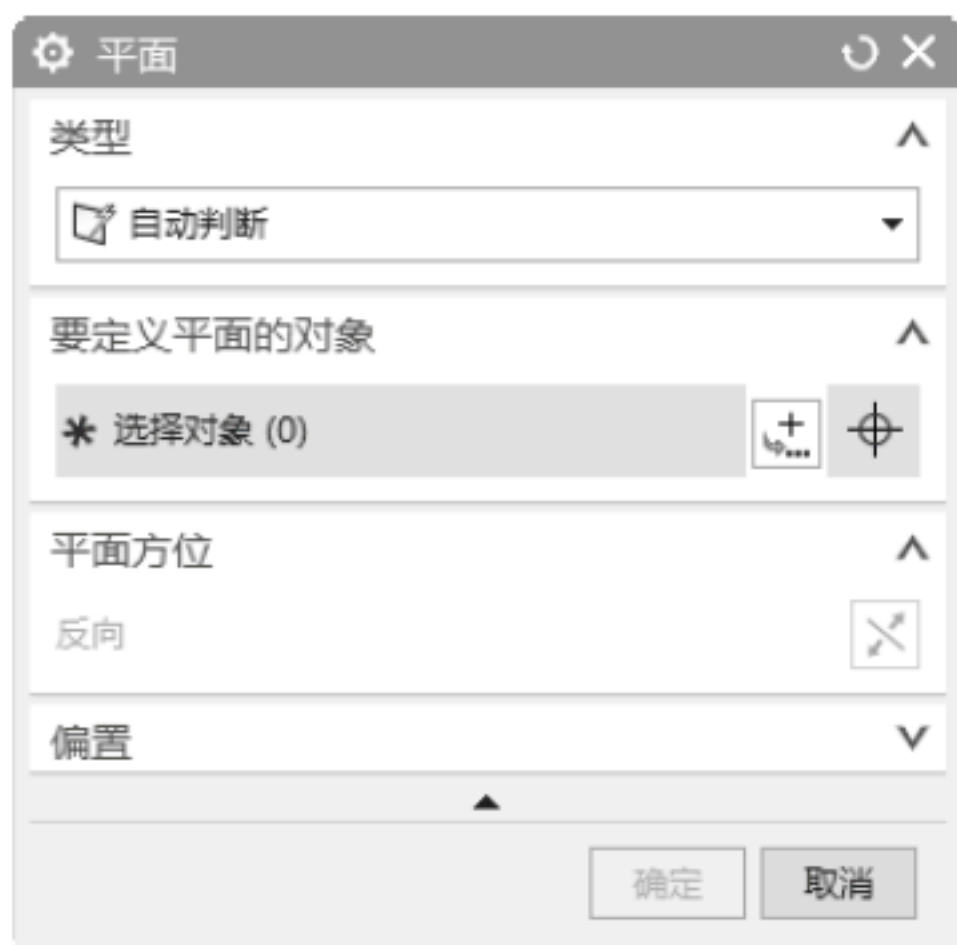 平面
类型
自动判断
要定义平面的对象
* 选择对象 (0)
平面方位
反向
偏置
确定 取消